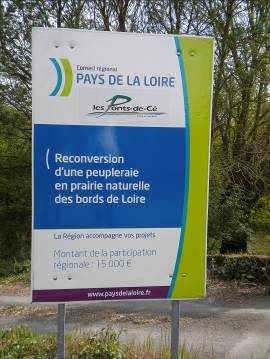 Conseil régional
PAYS DE LA LOIRE
les Ponts-de-Cé
Reconversion
d'une peupleraie
en prairie naturelle
des bords de Loire
La Région accompagne vos projets
Montant de la participation
régionale : 15 000 €
www.paysdelaloire.fr